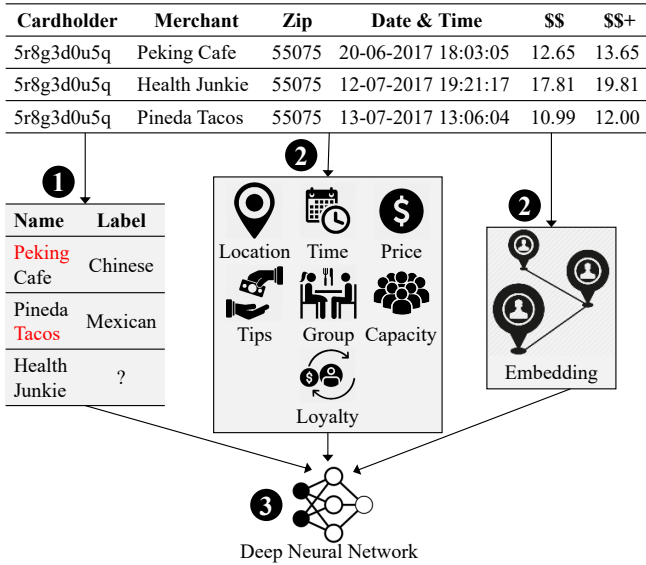 Cardholder Merchant Zip Date & Time $$ $$+
5r8g3d0u5q Peking Cafe 55075 20-06-2017 18:03:05 12.65 13.65
5r8g3d0u5q Health Junkie 55075 12-07-2017 19:21:17 17.81 19.81
5r8g3d0u5q Pineda Tacos 55075 13-07-2017 13:06:04 10.99 12.00
1
2
2
Name Label
Peking
Cafe
Chinese
Pineda
Tacos
Mexican
Health
Junkie
?
$
Location Time Price
Tips Group Capacity
$
Loyalty
Embedding
3
Deep Neural Network